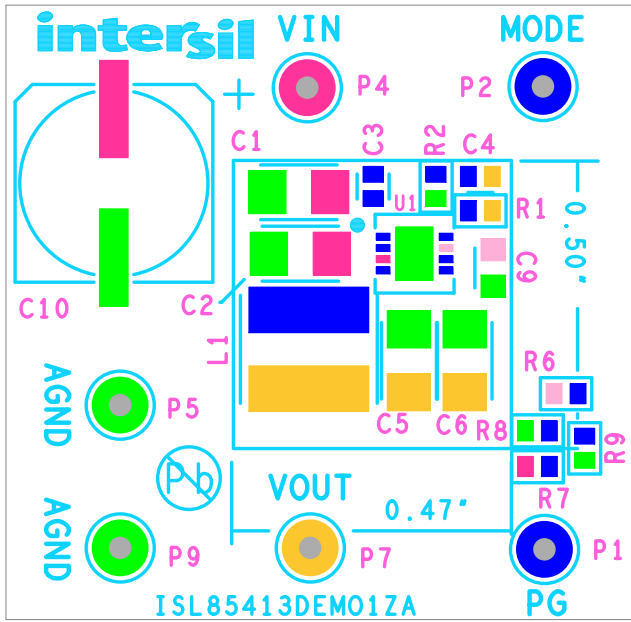 intersil
VIN
MODE
P4
P2
C1
C3
R2
C4
U1
R1
0.50"
C9
C10
C2
L1
R6
AGND
P5
C5
C6
R8
R9
Pb
VOUT
0.47"
R7
AGND
P9
P7
P1
ISL85413DEMO1ZA
PG